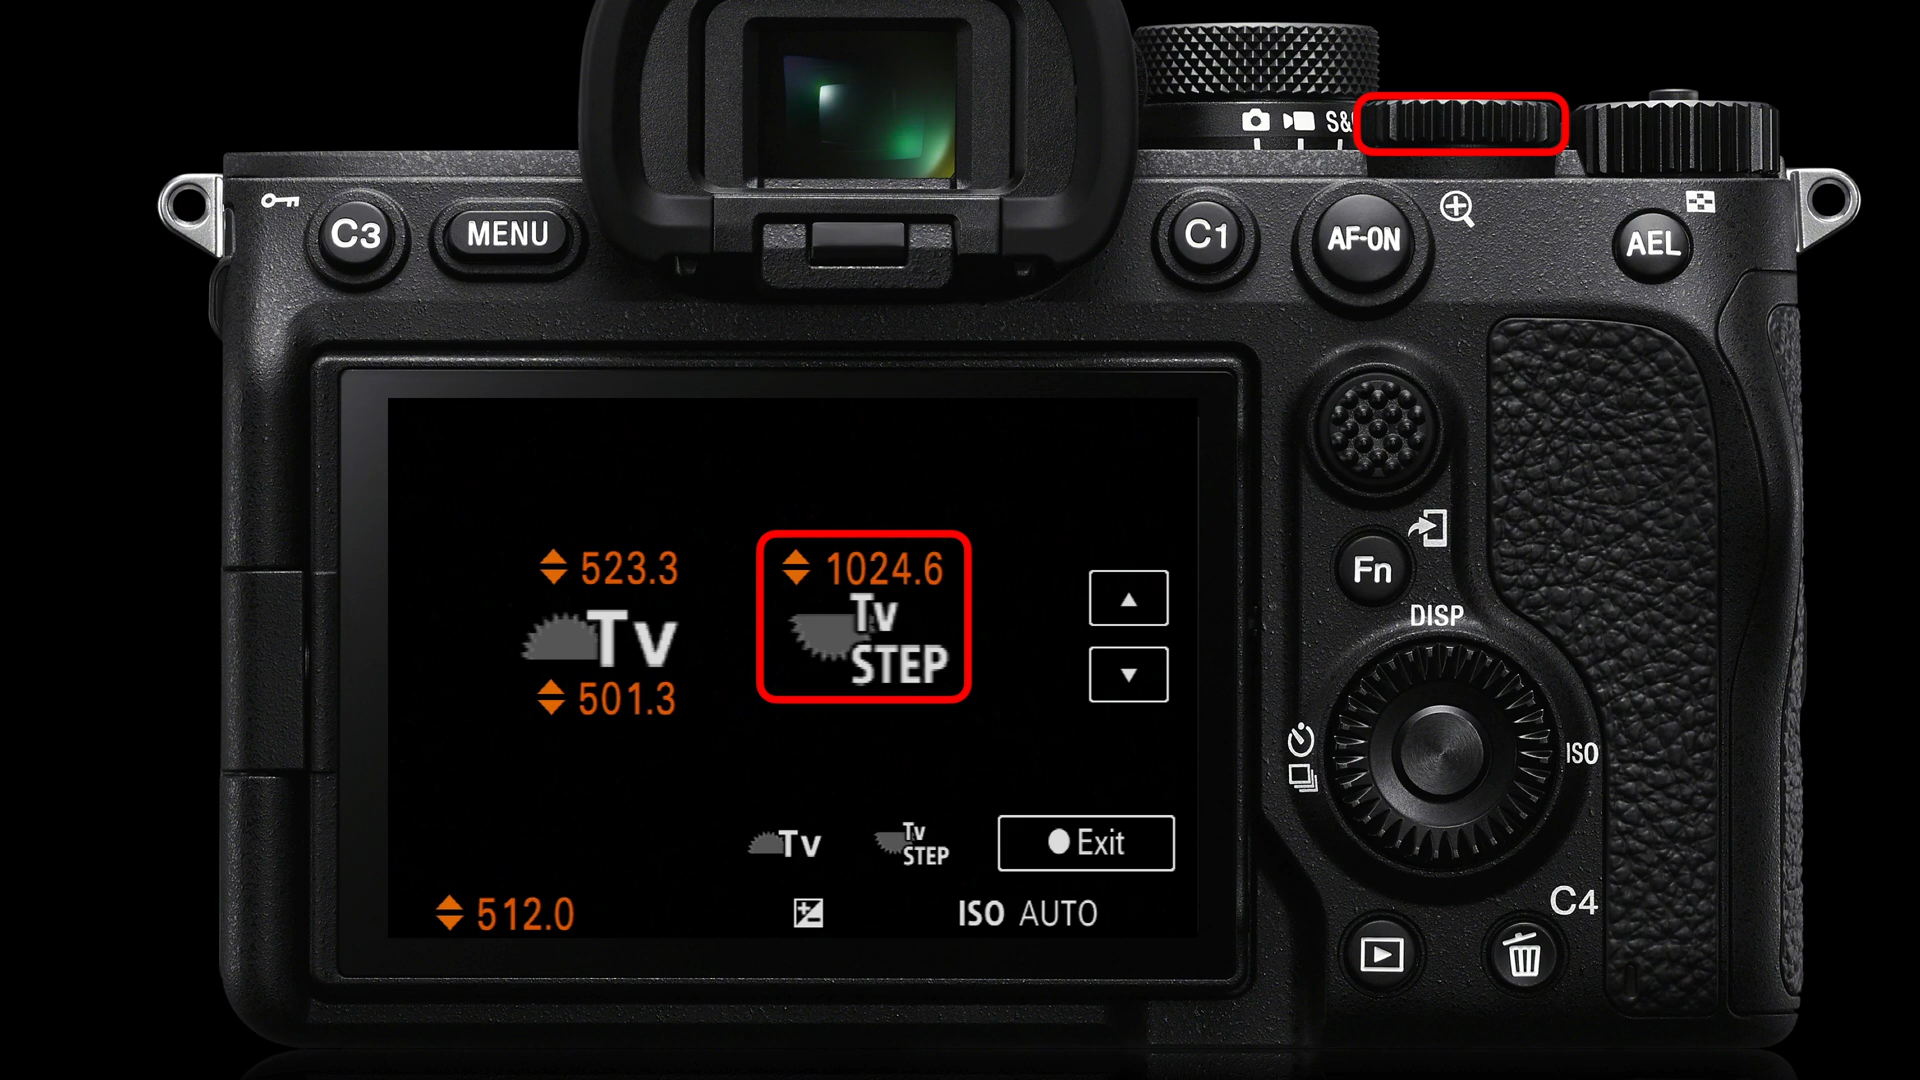 S&
C3
MENU
C1
AF-ON
AEL
523.3
1024.6
Tv
Tv
STEP
501.3
Fn
DISP
ISO
Tv
Tv
STEP
Exit
C4
512.0
ISO AUTO